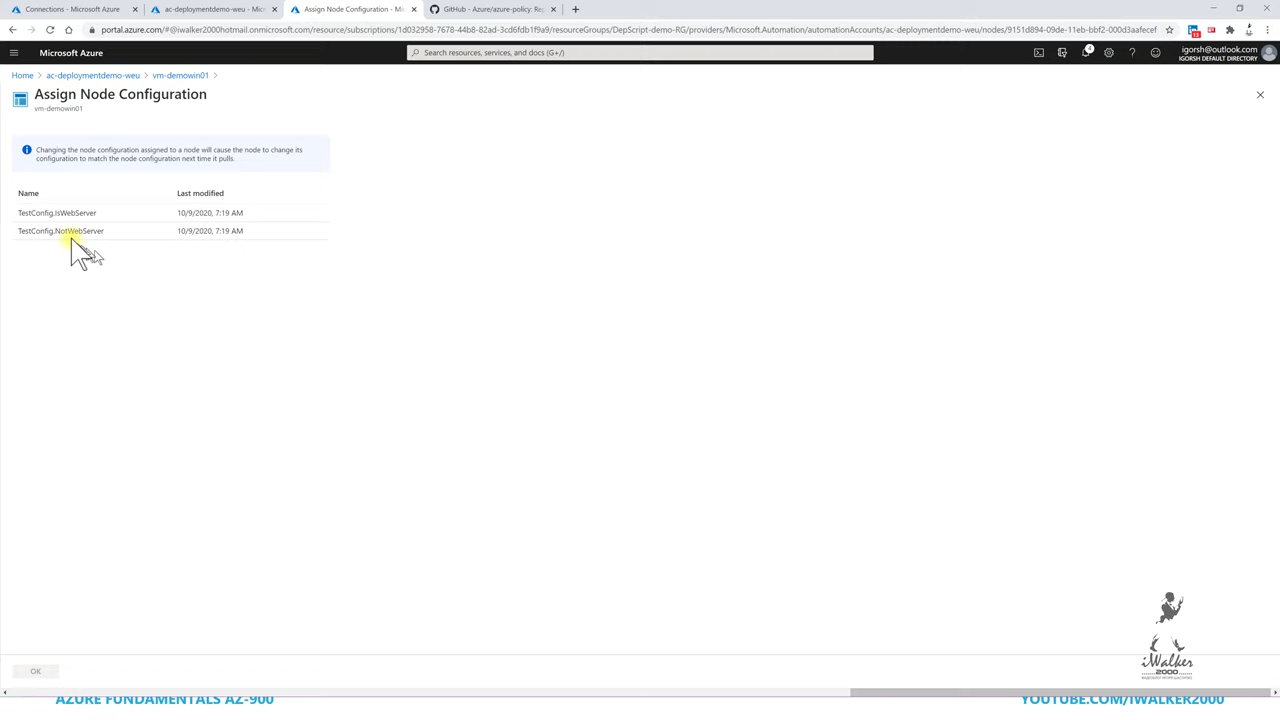 Connections - Microsoft Azure
ac-deploymentdemo-weu - Micr
Assign Node Configuration - Mi
GitHub - Azure/azure-policy: Rep
portal.azure.com/#@iwalker2000hotmail.onmicrosoft.com/resource/subscriptions/1d032958-7678-44b8-82ad-3cd6fdb1f9a9/resourceGroups/DepScript-demo-RG/providers/Microsoft.Automation/automationAccounts/ac-deploymentdemo-weu/nodes/9151d894-09de-11eb-bbf2-000d3aafecef
13
Microsoft Azure
Search resources, services, and docs (G+/)
4
igorsh@outlook.com
IGORSH DEFAULT DIRECTORY
Home > ac-deploymentdemo-weu > vm-demowin01 >
Assign Node Configuration
vm-demowin01
Changing the node configuration assigned to a node will cause the node to change its
configuration to match the node configuration next time it pulls.
Name Last modified
TestConfig.IsWebServer 10/9/2020, 7:19 AM
TestConfig.NotWebServer 10/9/2020, 7:19 AM
OK
iWalker
2000
AZURE FUNDAMENTALS AZ-900
YOUTUBE.COM/IWALKER2000